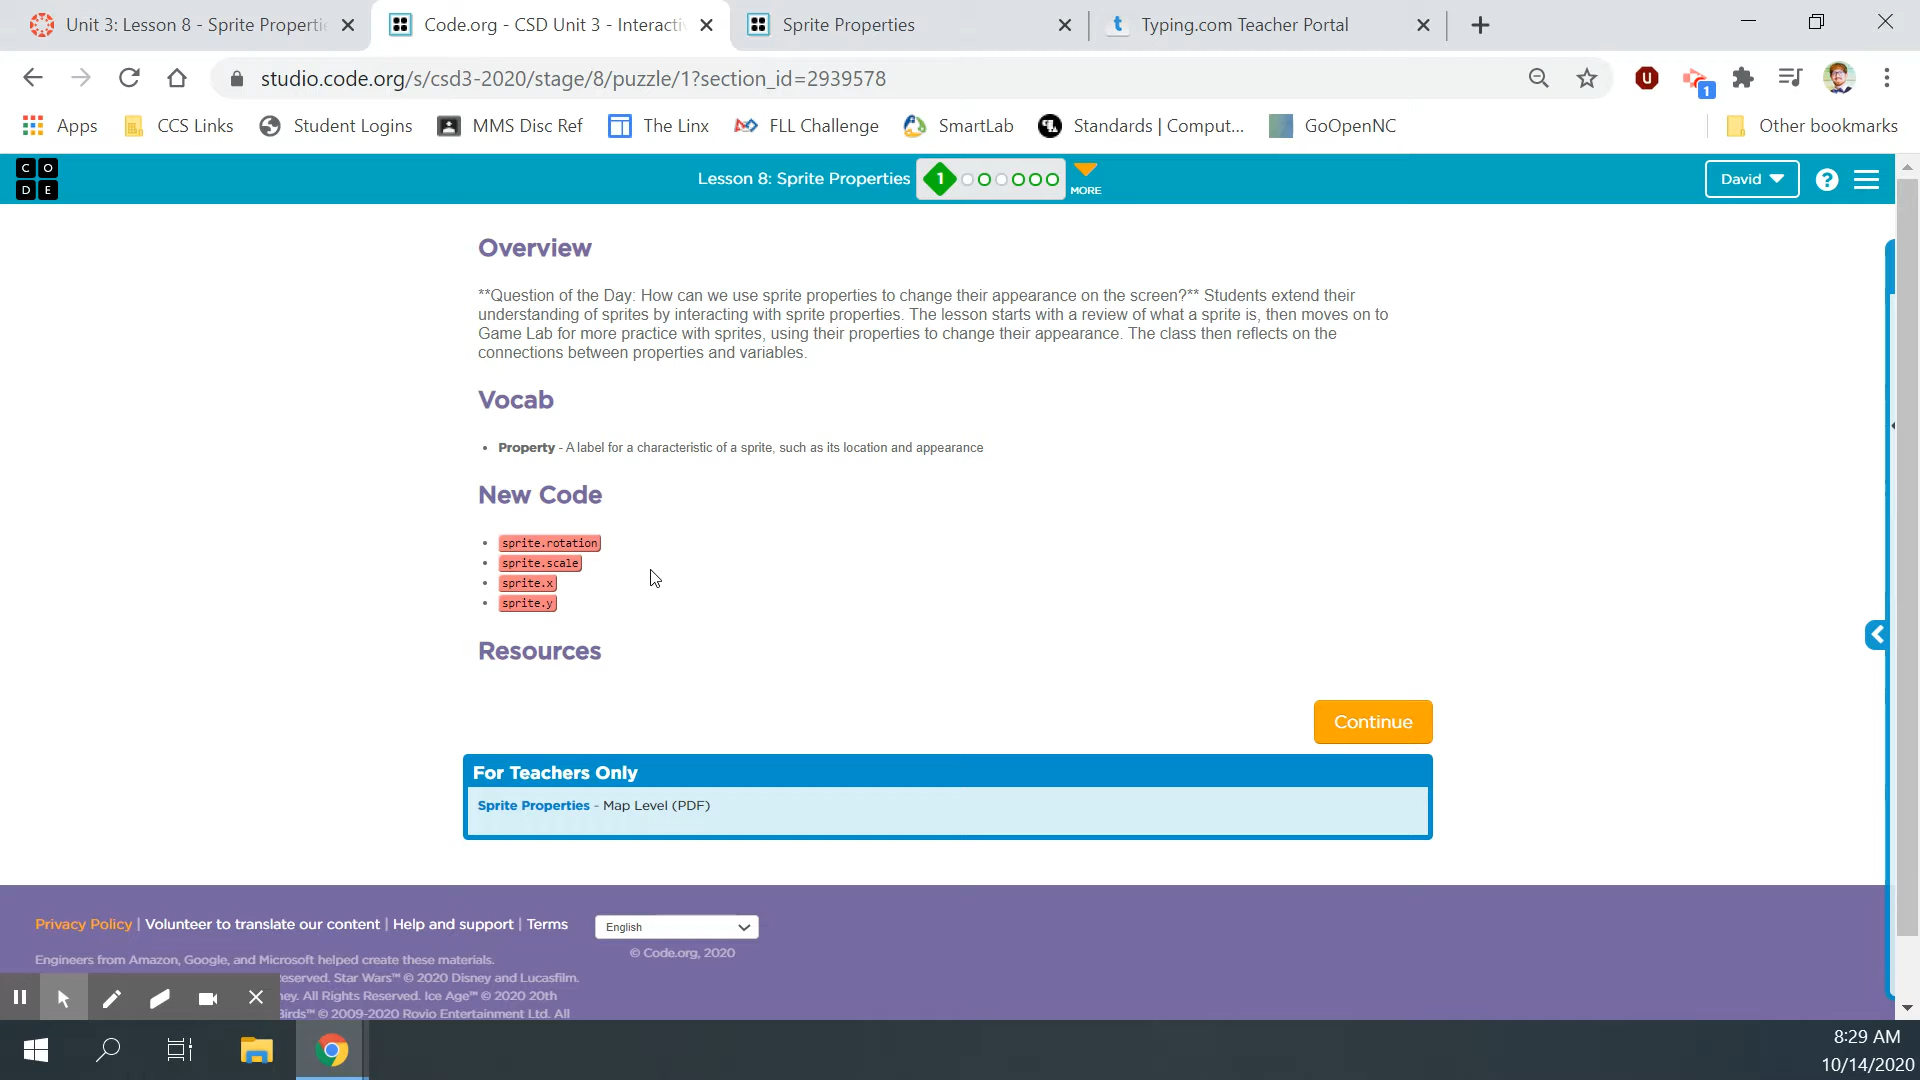 Unit 3: Lesson 8 - Sprite Properti
Code.org - CSD Unit 3 - Interacti
Sprite Properties
t Typing.com Teacher Portal
studio.code.org/s/csd3-2020/stage/8/puzzle/1?section_id=2939578
1
Apps
CCS Links
Student Logins
MMS Disc Ref
The Linx
FLL Challenge
SmartLab
Standards | Comput...
GoOpenNC
Other bookmarks
C O
D E
Lesson 8: Sprite Properties
1
MORE
David
?
Overview
**Question of the Day: How can we use sprite properties to change their appearance on the screen?** Students extend their
understanding of sprites by interacting with sprite properties. The lesson starts with a review of what a sprite is, then moves on to
Game Lab for more practice with sprites, using their properties to change their appearance. The class then reflects on the
connections between properties and variables.
Vocab
• Property - A label for a characteristic of a sprite, such as its location and appearance
New Code
• sprite.rotation
• sprite.scale
• sprite.x
• sprite.y
Resources
Continue
For Teachers Only
Sprite Properties - Map Level (PDF)
Privacy Policy | Volunteer to translate our content | Help and support | Terms
English
© Code.org, 2020
Engineers from Amazon, Google, and Microsoft helped create these materials.
eserved. Star Wars™ © 2020 Disney and Lucasfilm.
ney. All Rights Reserved. Ice Age™ © 2020 20th
Birds™ © 2009-2020 Rovio Entertainment Ltd. All
8:29 AM
10/14/2020